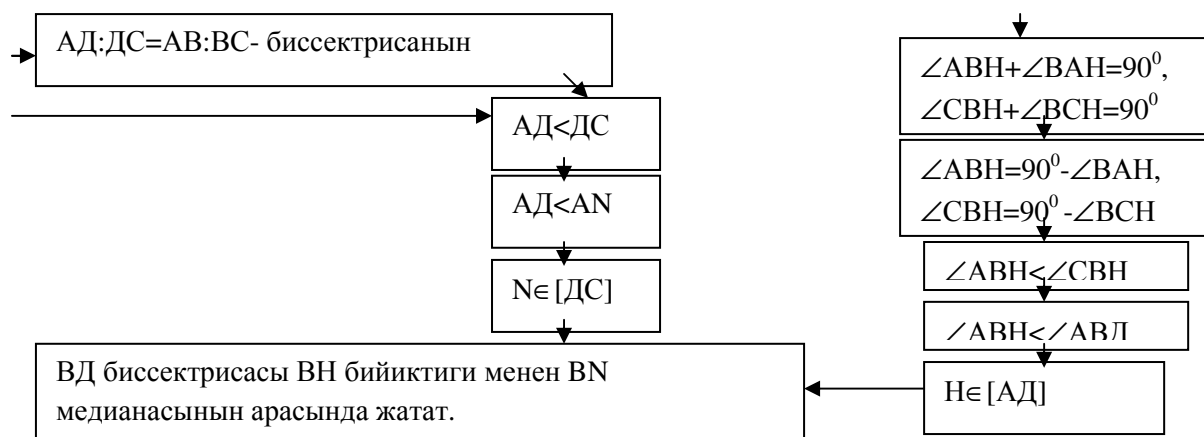 АД:ДС=АВ:ВС- биссектрисанын
АД<ДС
АД<АN
N∈[ДС]
∠АВН+∠ВАН=90⁰,
∠СВН+∠ВСН=90⁰
∠АВН=90⁰-∠ВАН,
∠СВН=90⁰ -∠ВСН
∠АВН<∠СВН
∠АВН<∠АВД
Н∈[АД]
ВД биссектрисасы ВН бийиктиги менен BN
медианасынын арасында жатат.